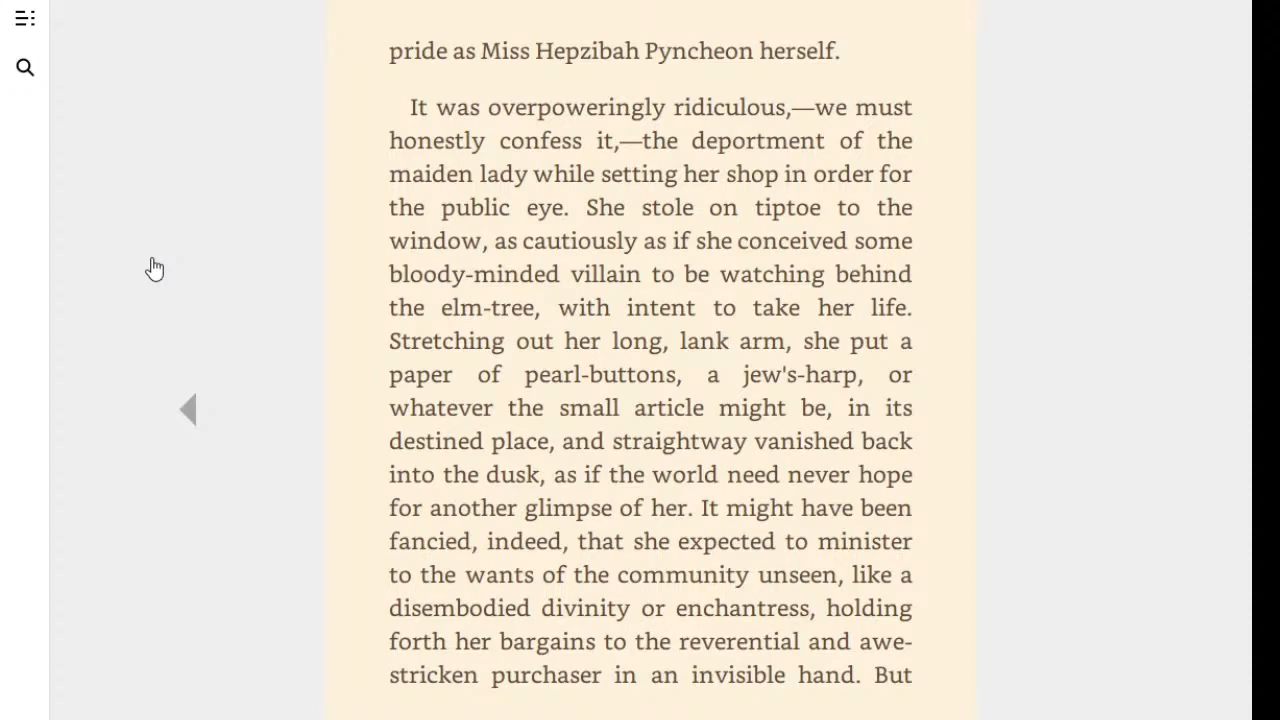 pride as Miss Hepzibah Pyncheon herself.
It was overpoweringly ridiculous,—we must
honestly confess it,—the deportment of the
maiden lady while setting her shop in order for
the public eye. She stole on tiptoe to the
window, as cautiously as if she conceived some
bloody-minded villain to be watching behind
the elm-tree, with intent to take her life.
Stretching out her long, lank arm, she put a
paper of pearl-buttons, a jew's-harp, or
whatever the small article might be, in its
destined place, and straightway vanished back
into the dusk, as if the world need never hope
for another glimpse of her. It might have been
fancied, indeed, that she expected to minister
to the wants of the community unseen, like a
disembodied divinity or enchantress, holding
forth her bargains to the reverential and awe-
stricken purchaser in an invisible hand. But